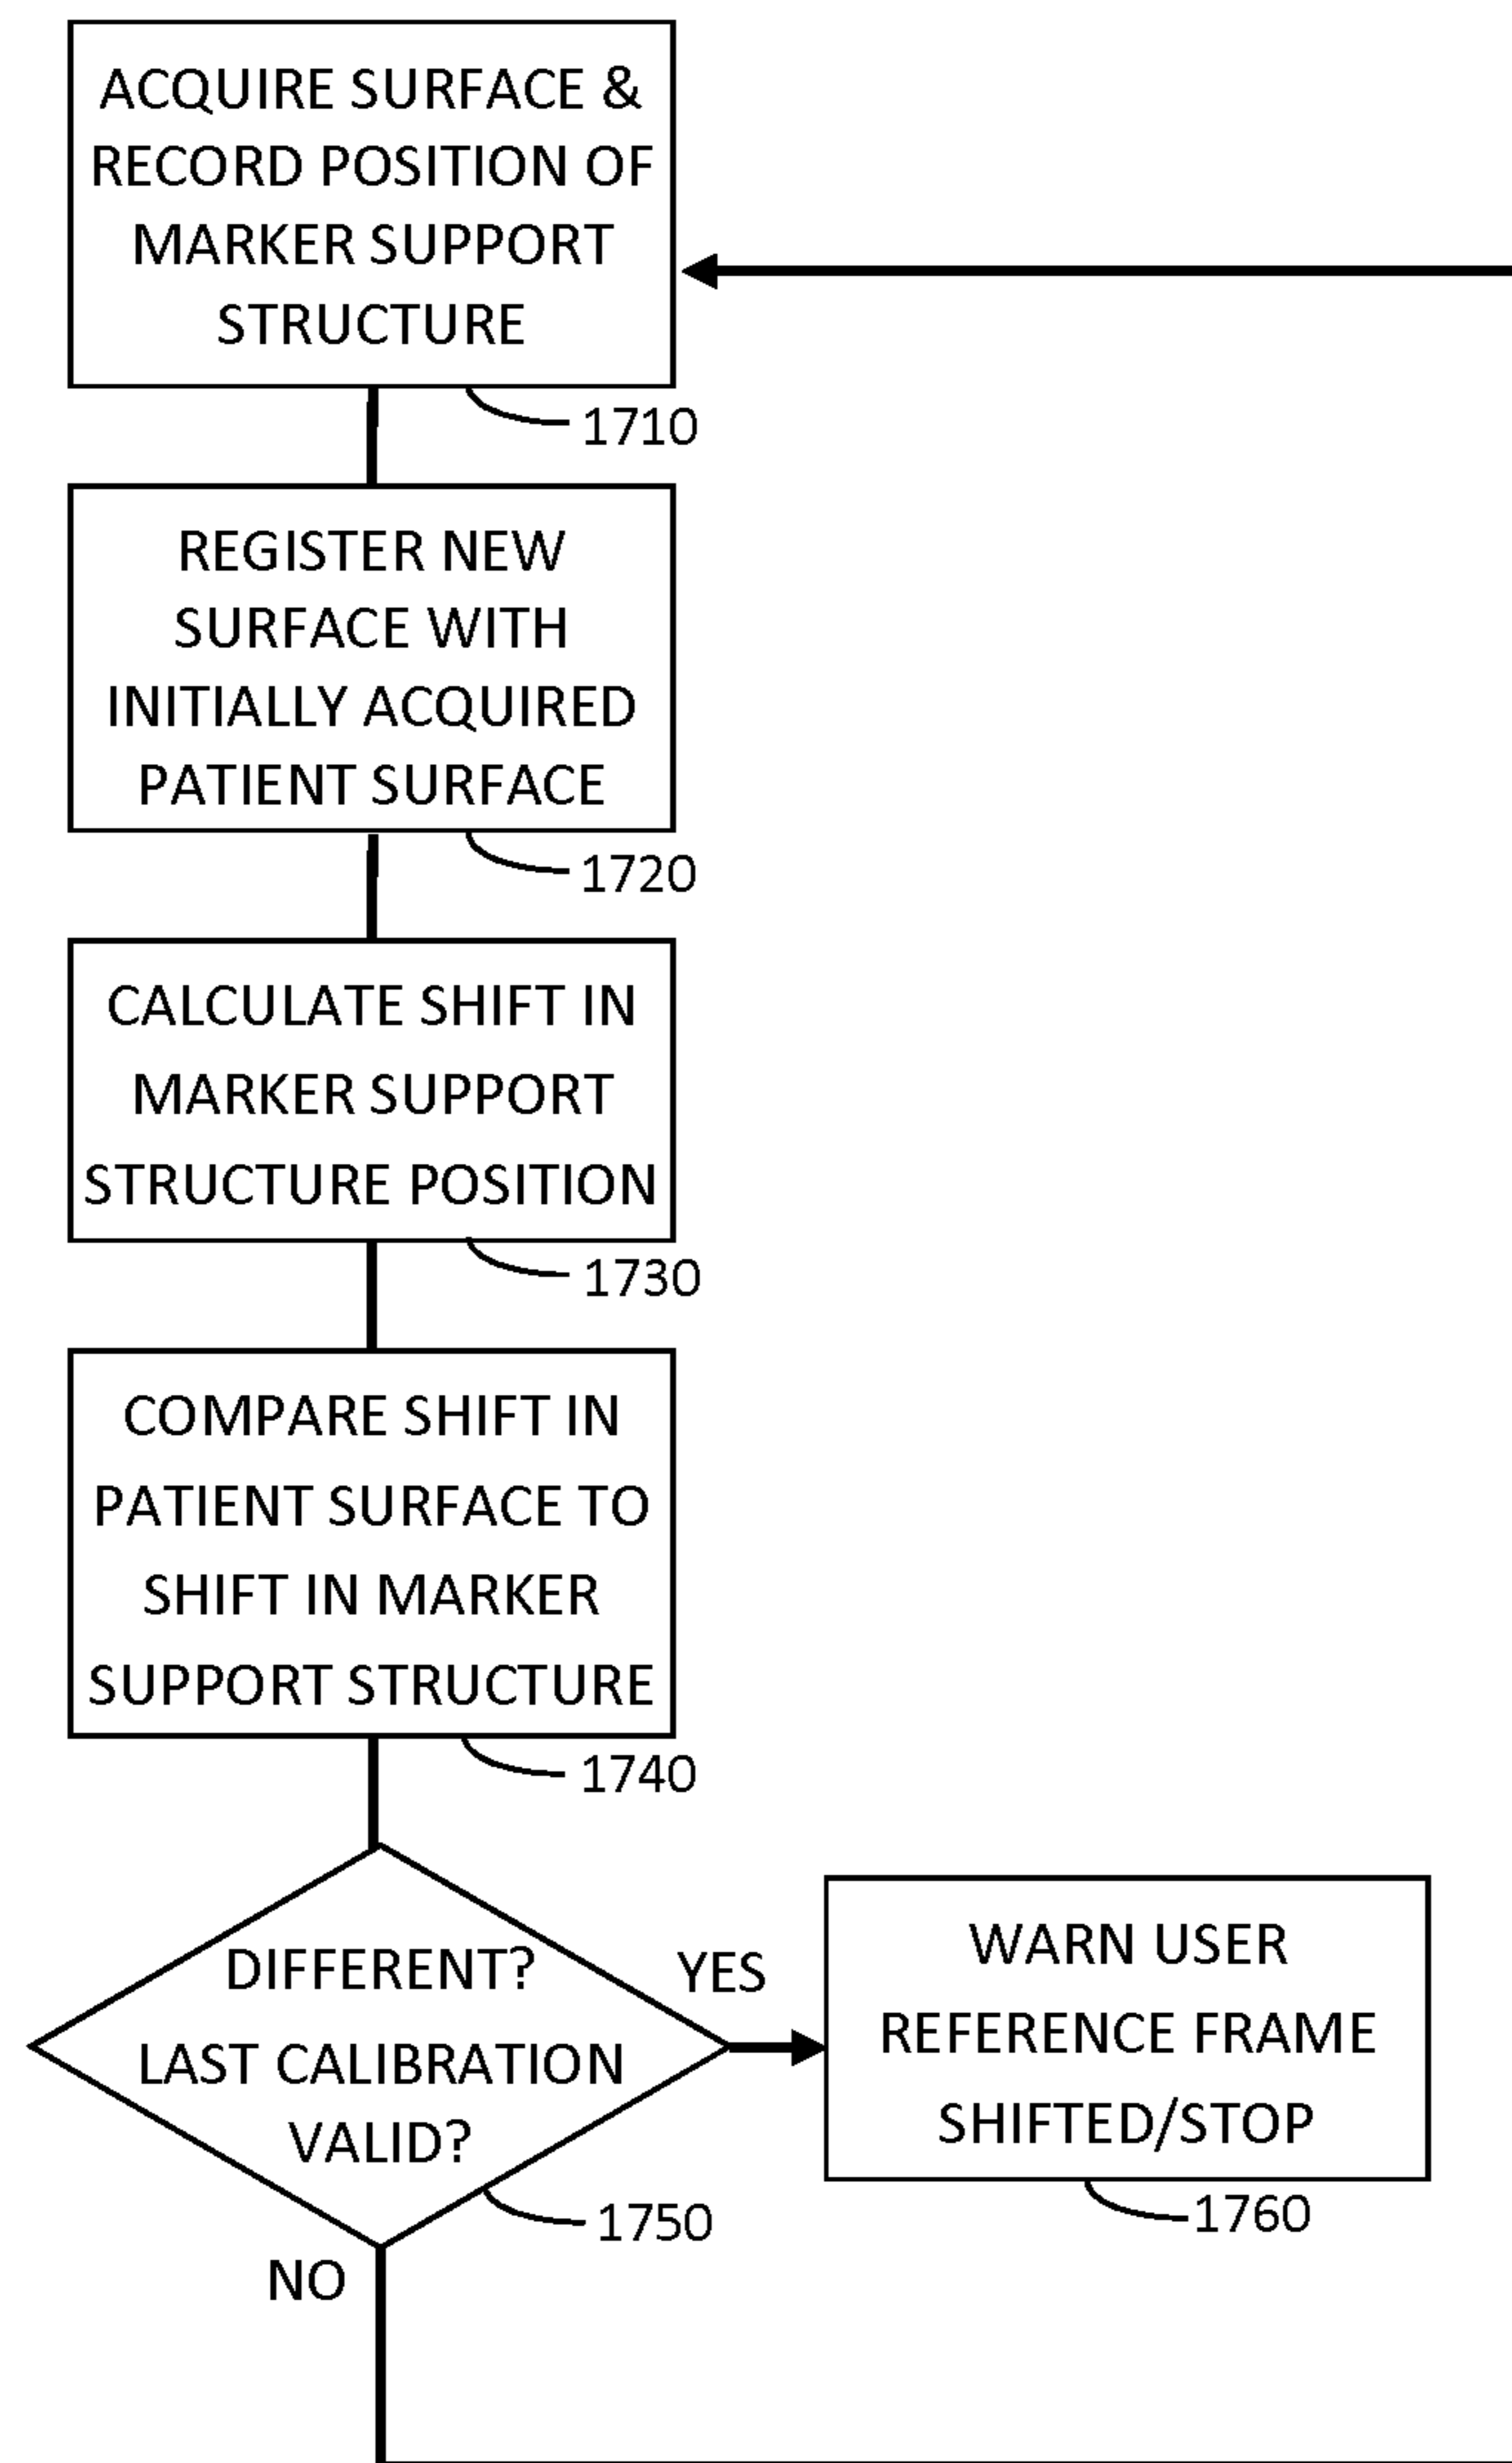 ACQUIRE SURFACE &
RECORD POSITION OF
MARKER SUPPORT
STRUCTURE
1710
REGISTER NEW
SURFACE WITH
INITIALLY ACQUIRED
PATIENT SURFACE
1720
CALCULATE SHIFT IN
MARKER SUPPORT
STRUCTURE POSITION
1730
COMPARE SHIFT IN
PATIENT SURFACE TO
SHIFT IN MARKER
SUPPORT STRUCTURE
1740
DIFFERENT?
LAST CALIBRATION
VALID?
1750
YES
NO
WARN USER
REFERENCE FRAME
SHIFTED/STOP
1760